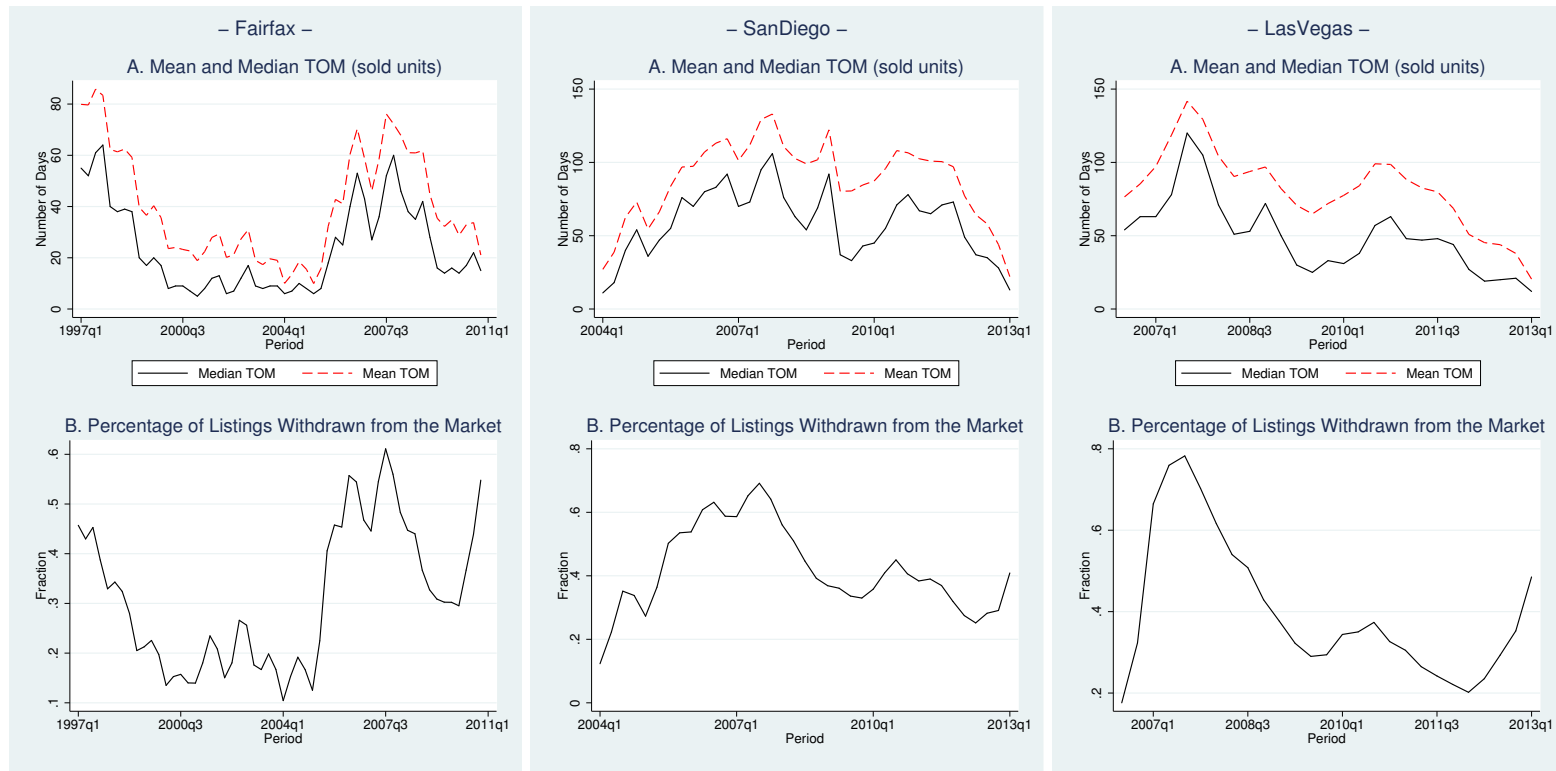 – Fairfax –
A. Mean and Median TOM (sold units)
Number of Days
80
60
40
20
0
1997q1 2000q3 2004q1 2007q3 2011q1
Period
Median TOM Mean TOM
B. Percentage of Listings Withdrawn from the Market
Fraction
.6
.5
.4
.3
.2
.1
1997q1 2000q3 2004q1 2007q3 2011q1
Period
– SanDiego –
A. Mean and Median TOM (sold units)
Number of Days
150
100
50
0
2004q1 2007q1 2010q1 2013q1
Period
Median TOM Mean TOM
B. Percentage of Listings Withdrawn from the Market
Fraction
.8
.6
.4
.2
0
2004q1 2007q1 2010q1 2013q1
Period
– LasVegas –
A. Mean and Median TOM (sold units)
Number of Days
150
100
50
0
2007q1 2008q3 2010q1 2011q3 2013q1
Period
Median TOM Mean TOM
B. Percentage of Listings Withdrawn from the Market
Fraction
.8
.6
.4
.2
2007q1 2008q3 2010q1 2011q3 2013q1
Period